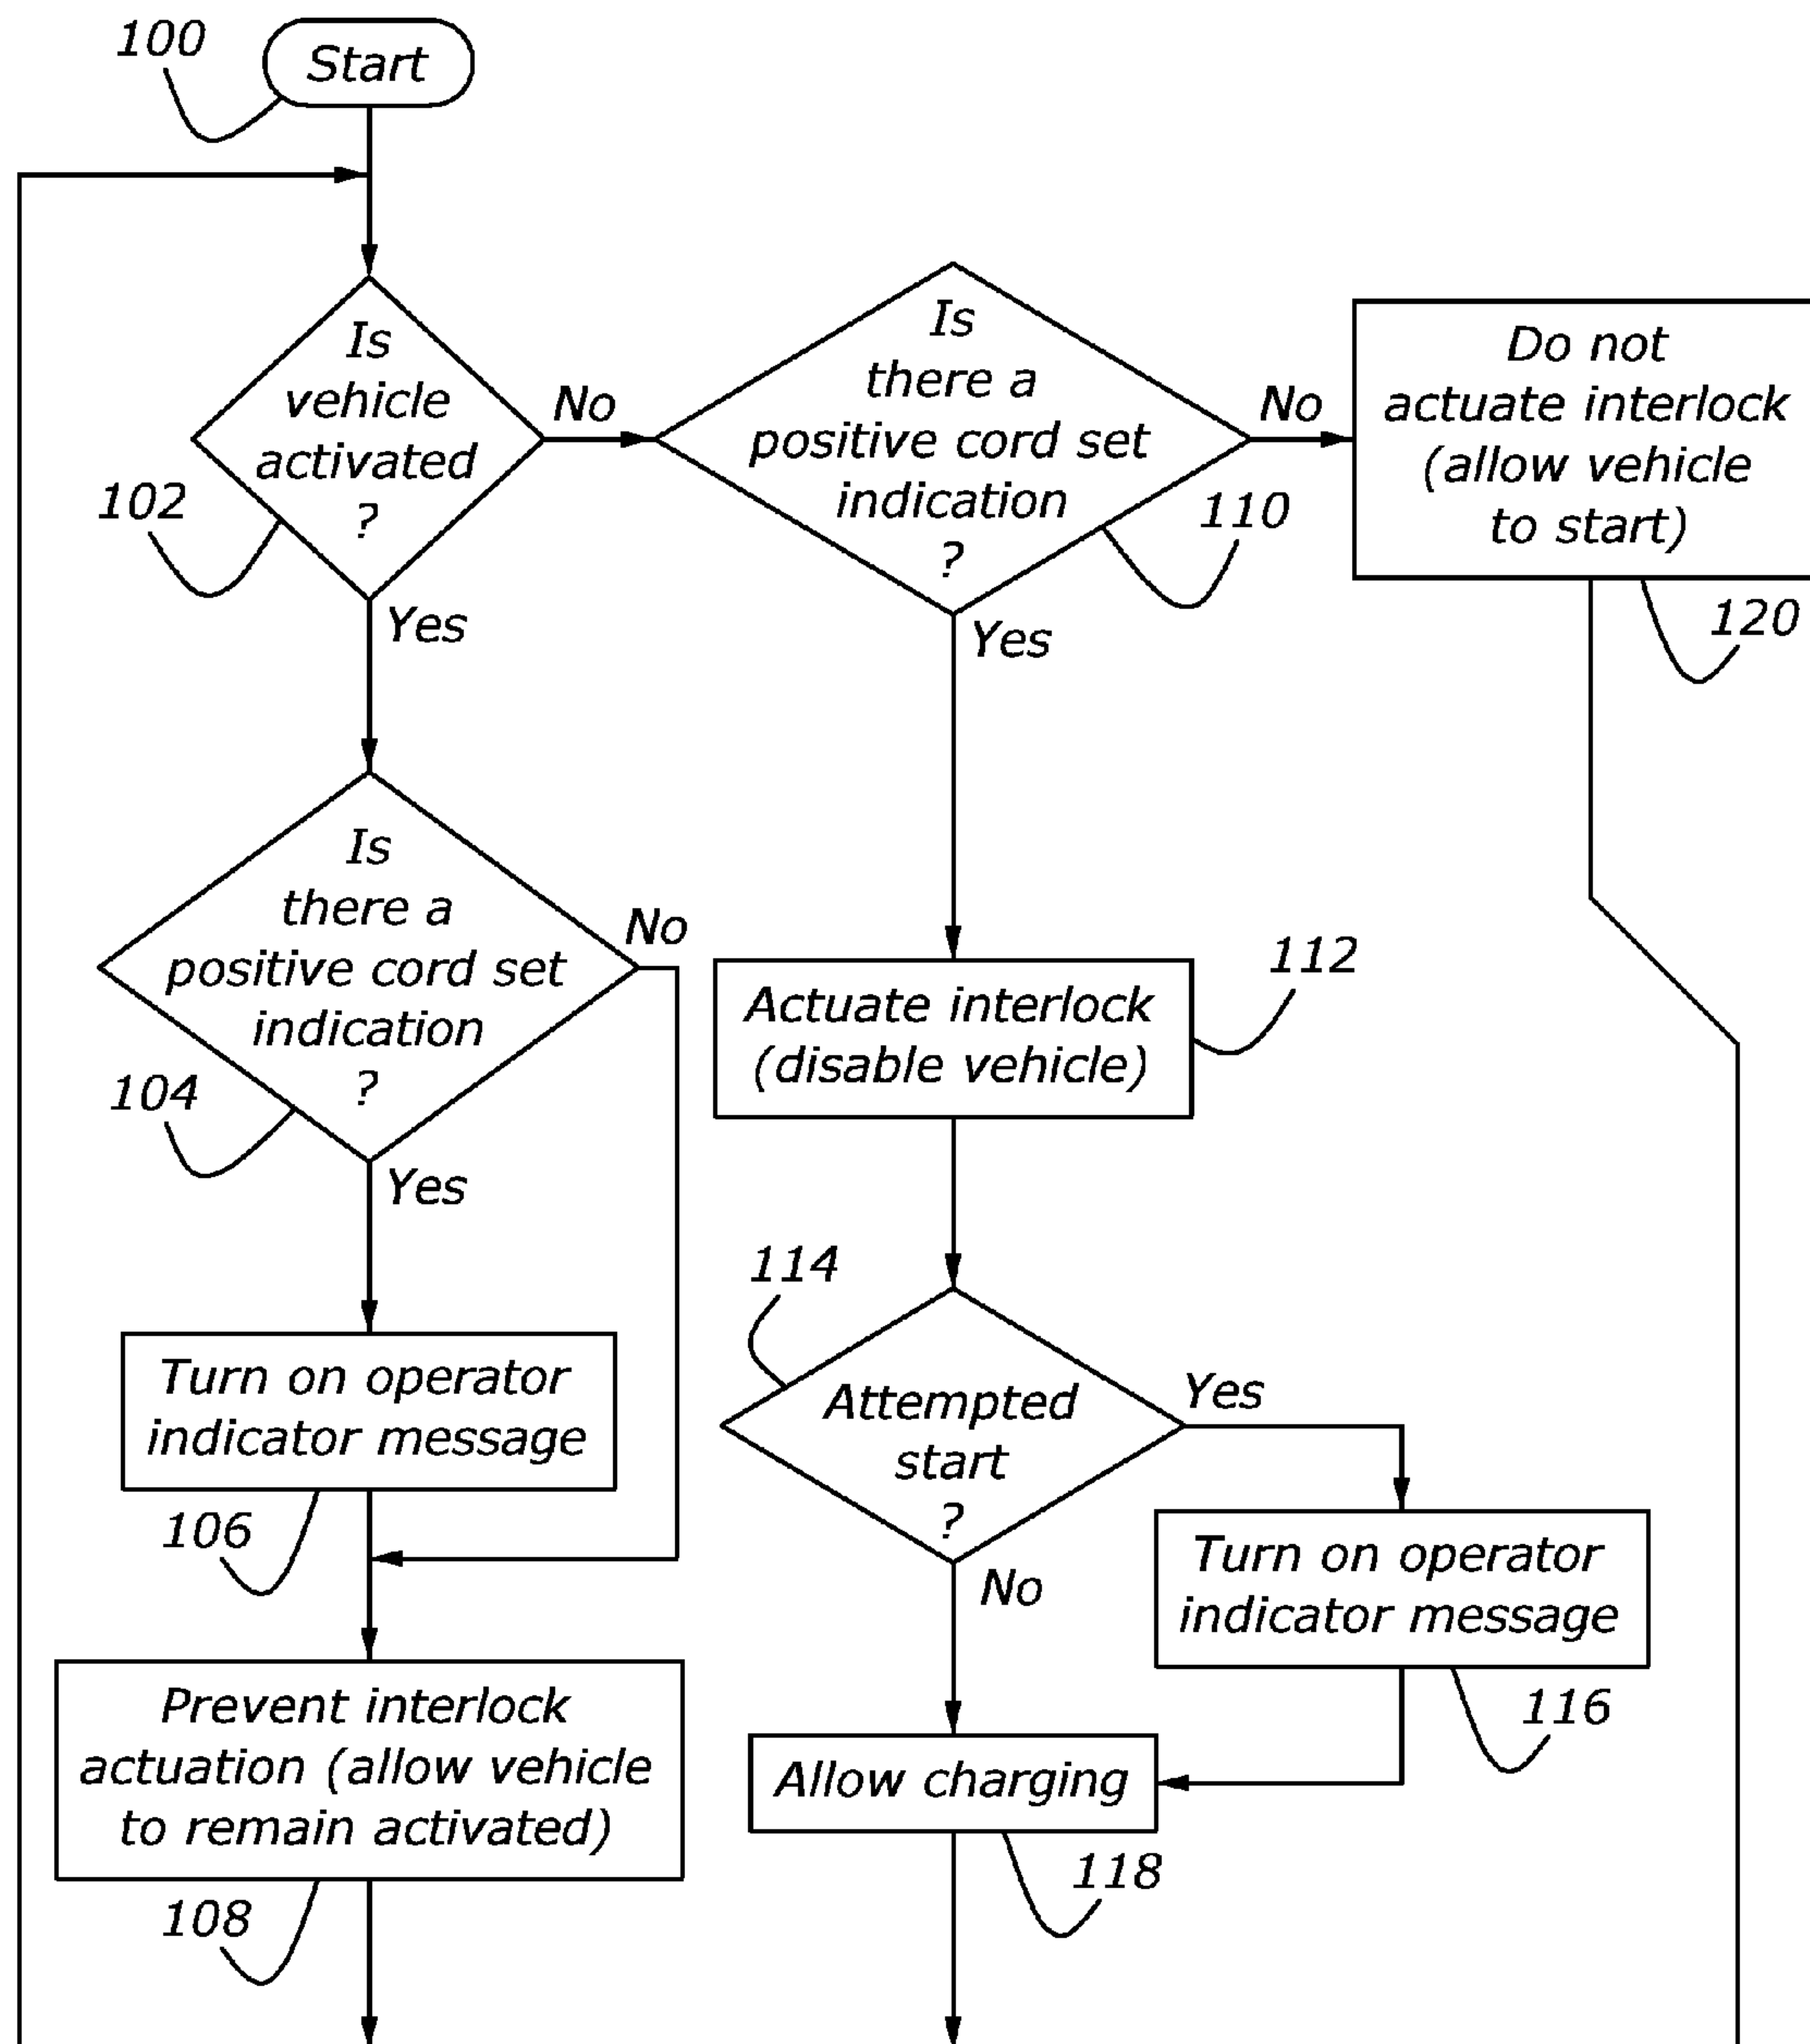 100
Start
Is
vehicle
activated
?
102
No
Yes
Is
there a
positive cord set
indication
?
110
No
Yes
Do not
actuate interlock
(allow vehicle
to start)
120
Is
there a
positive cord set
indication
?
104
No
Yes
Actuate interlock
(disable vehicle)
112
114
Attempted
start
?
Yes
No
Turn on operator
indicator message
106
Turn on operator
indicator message
116
Prevent interlock
actuation (allow vehicle
to remain activated)
108
Allow charging
118